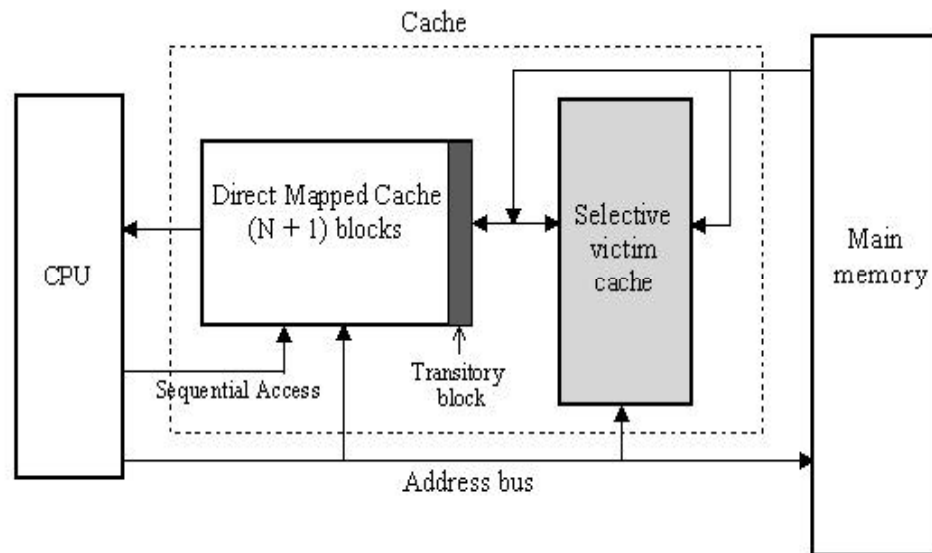 Cache
Direct Mapped Cache
(N + 1) blocks
Selective
victim
cache
CPU
Main
memory
Sequential Access
Transitory
block
Address bus